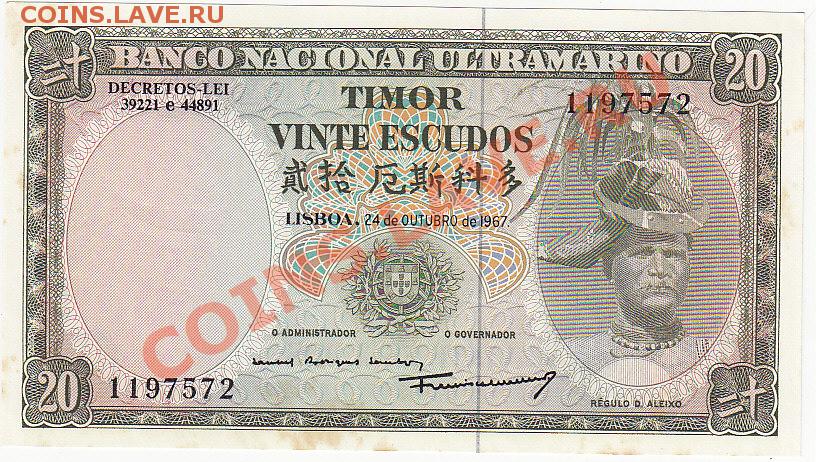 COINS.LAVE.RU
BANCO NACIONAL ULTRAMARINO
二十
20
DECRETOS-LEI
39221 e 44891
TIMOR
1197572
VINTE ESCUDOS
貳拾厄斯科多
LISBOA, 24 de OUTUBRO de 1967.
O ADMINISTRADOR
O GOVERNADOR
20
1197572
RÉGULO D. ALEIXO
二十